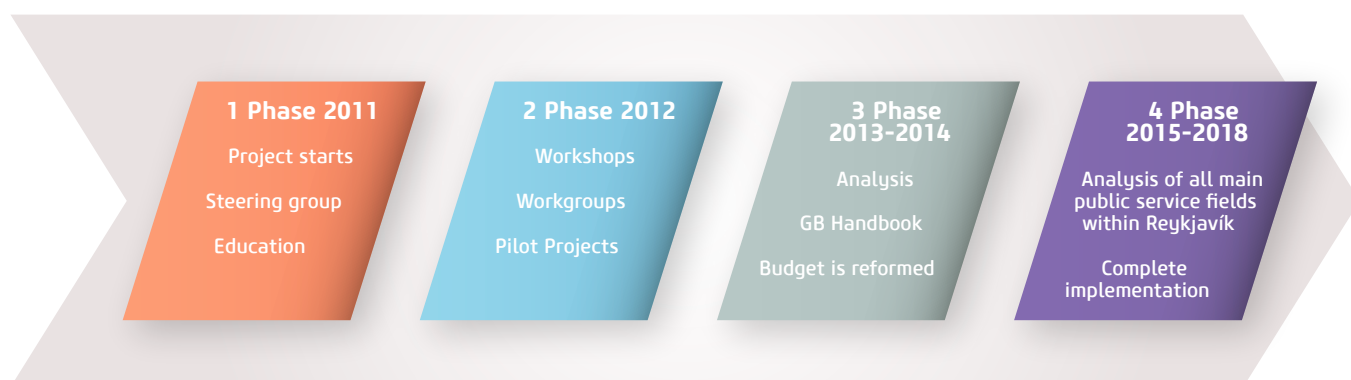 1 Phase 2011
Project starts
Steering group
Education
2 Phase 2012
Workshops
Workgroups
Pilot Projects
3 Phase
2013-2014
Analysis
GB Handbook
Budget is reformed
4 Phase
2015-2018
Analysis of all main
public service fields
within Reykjavík
Complete
implementation